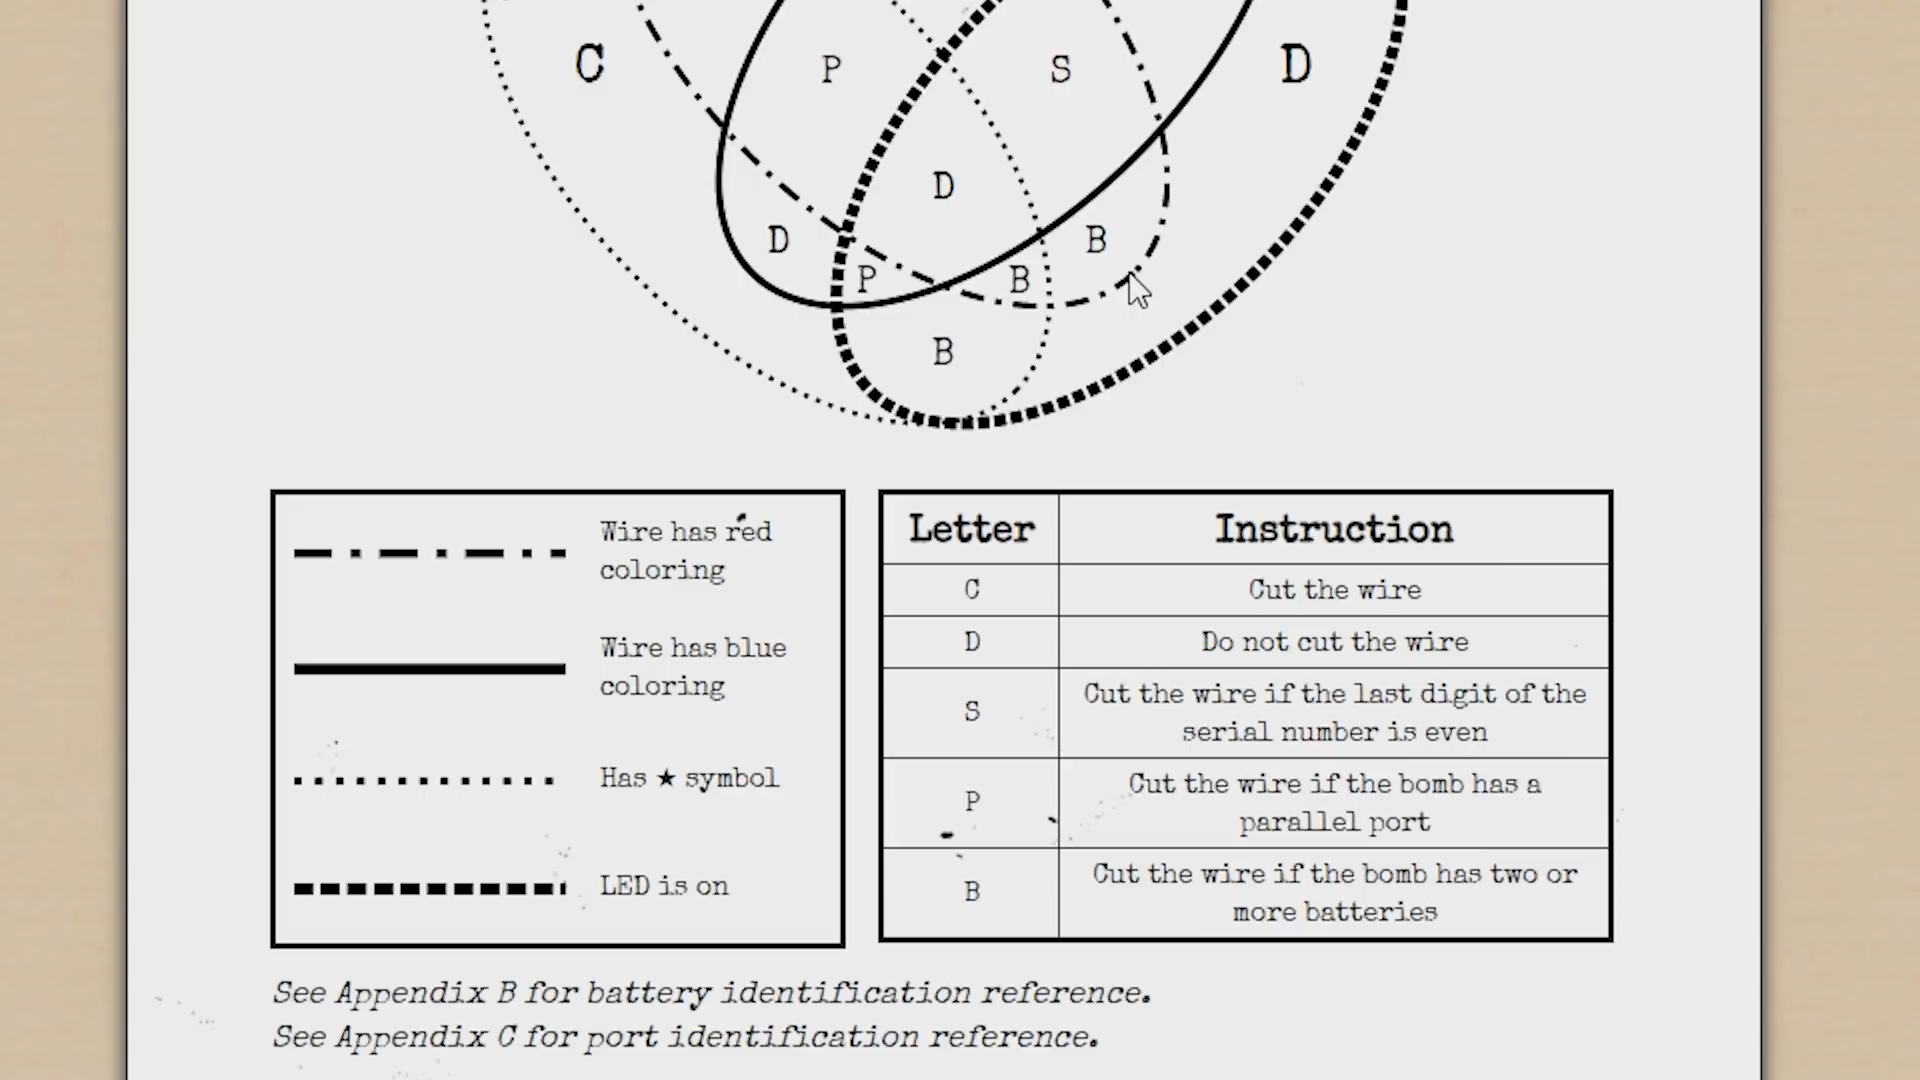 C
P
S
D
D
D
B
P
B
B
Wire has red
coloring
Wire has blue
coloring
Has ★ symbol
LED is on
Letter Instruction
C Cut the wire
D Do not cut the wire
S Cut the wire if the last digit of the
serial number is even
P Cut the wire if the bomb has a
parallel port
B Cut the wire if the bomb has two or
more batteries
See Appendix B for battery identification reference.
See Appendix C for port identification reference.